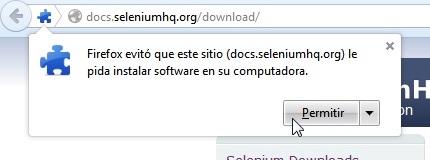 docs.seleniumhq.org/download/
Firefox evitó que este sitio (docs.seleniumhq.org) le
pida instalar software en su computadora.
Permitir
Selenium Downloads